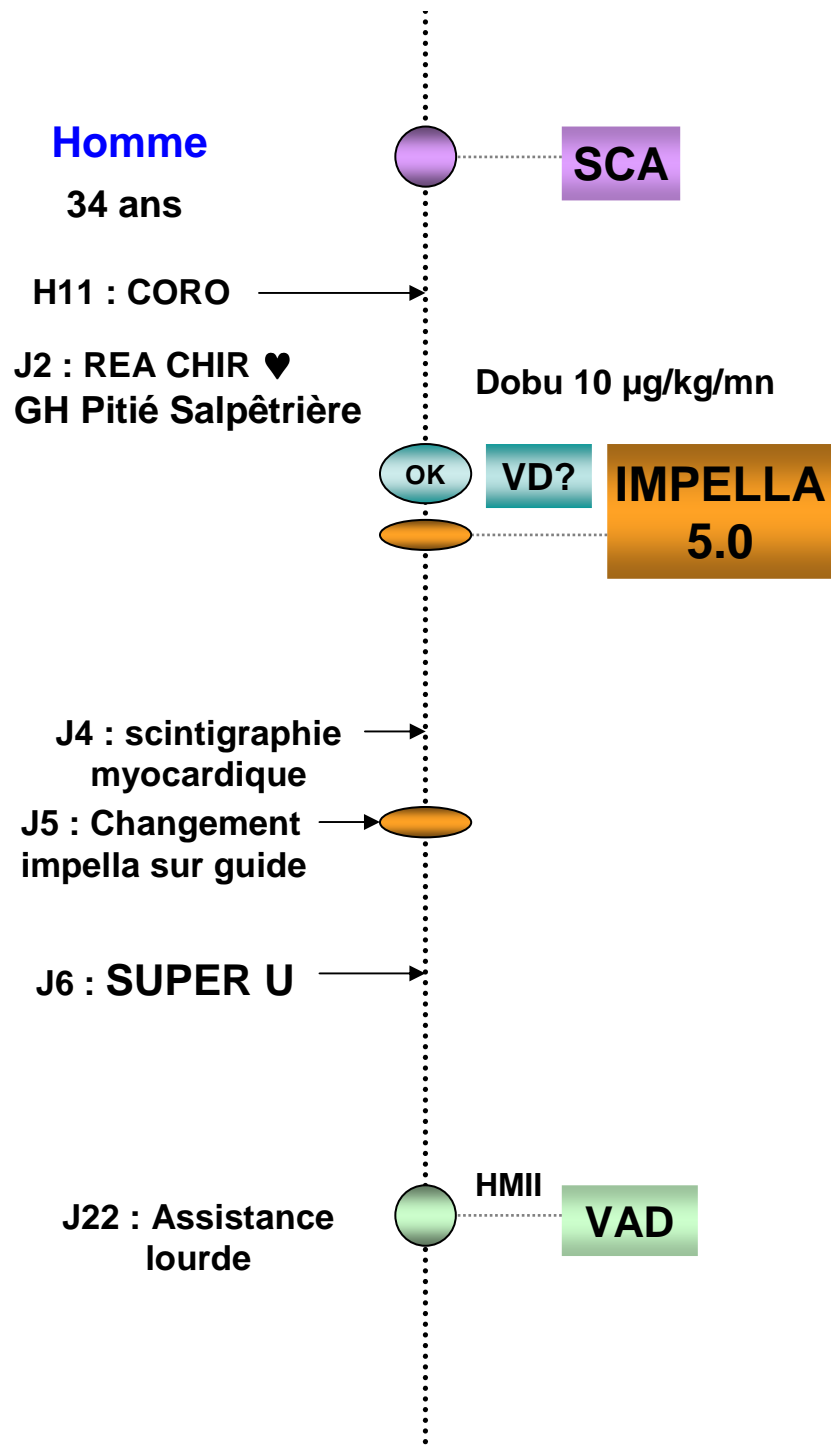 Homme
SCA
34 ans
H11 : CORO
J2 : REA CHIR ♥
GH Pitié Salpêtrière
Dobu 10 µg/kg/mn
OK
VD?
IMPELLA
5.0
J4 : scintigraphie
myocardique
J5 : Changement
impella sur guide
J6 : SUPER U
HMII
J22 : Assistance
lourde
VAD